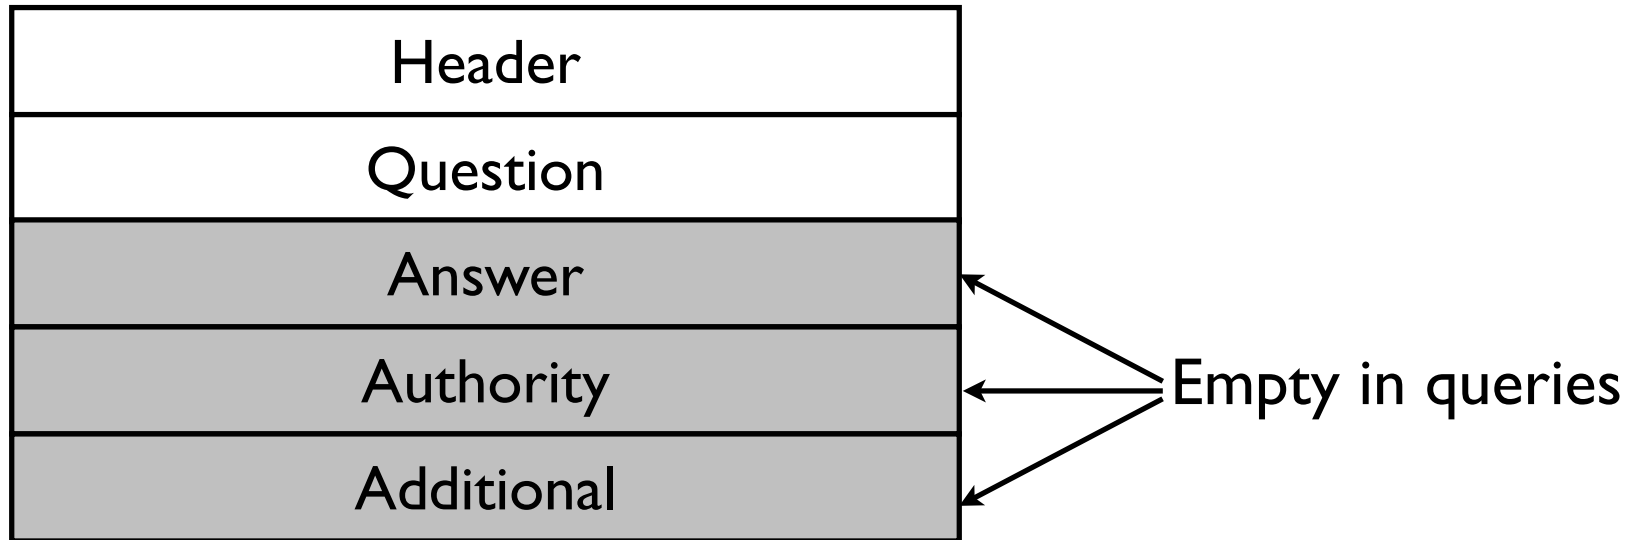 Header
Question
Answer
Authority
Additional
Empty in queries